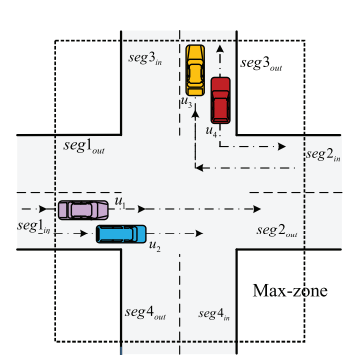 seg3in
seg3out
u3
u4
seg1out
seg2in
u1
seg1in
u2
seg2out
Max-zone
seg4out
seg4in